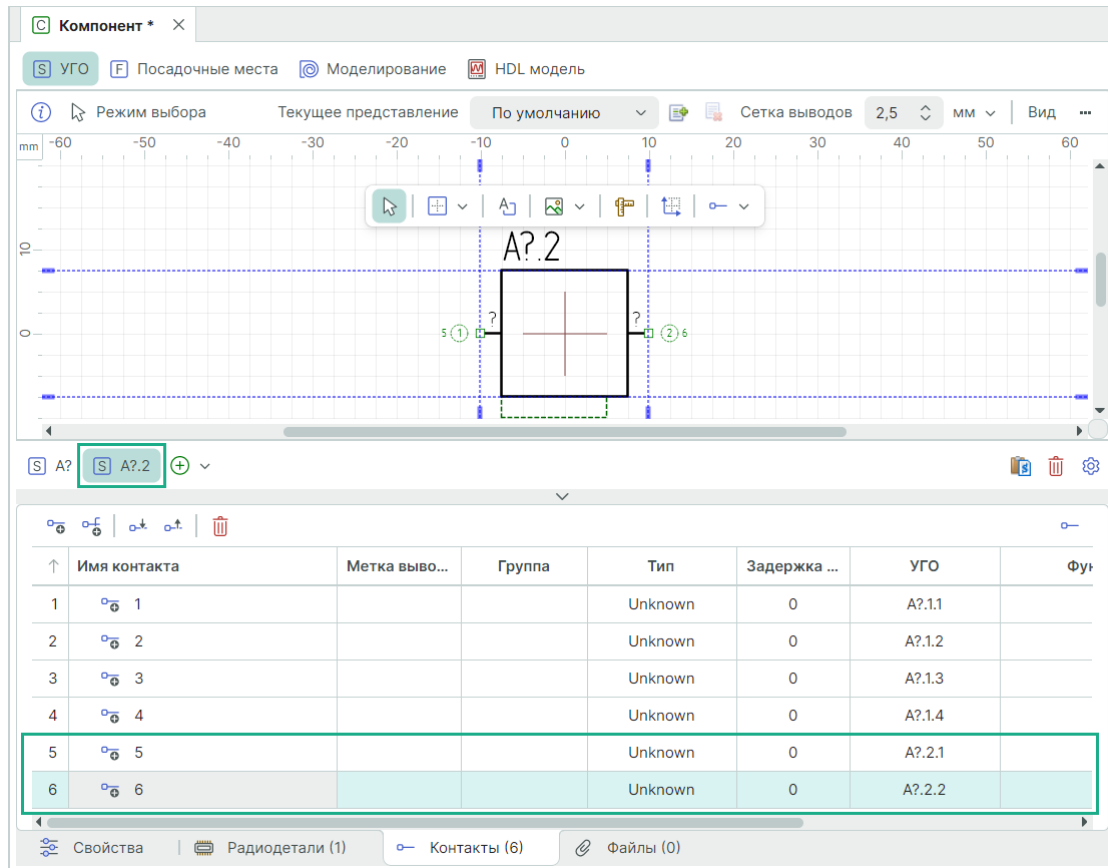 C Компонент *
S УГО F Посадочные места Моделирование HDL модель
i Режим выбора Текущее представление По умолчанию Сетка выводов 2,5 мм Вид
mm -60 -50 -40 -30 -20 -10 0 10 20 30 40 50 60
10
A?.2
0
5 1 ? ? 2 6
S A? S A?.2
Имя контакта Метка выво... Группа Тип Задержка ... УГО Фун
1 1 Unknown 0 A?.1.1
2 2 Unknown 0 A?.1.2
3 3 Unknown 0 A?.1.3
4 4 Unknown 0 A?.1.4
5 5 Unknown 0 A?.2.1
6 6 Unknown 0 A?.2.2
Свойства Радиодетали (1) Контакты (6) Файлы (0)